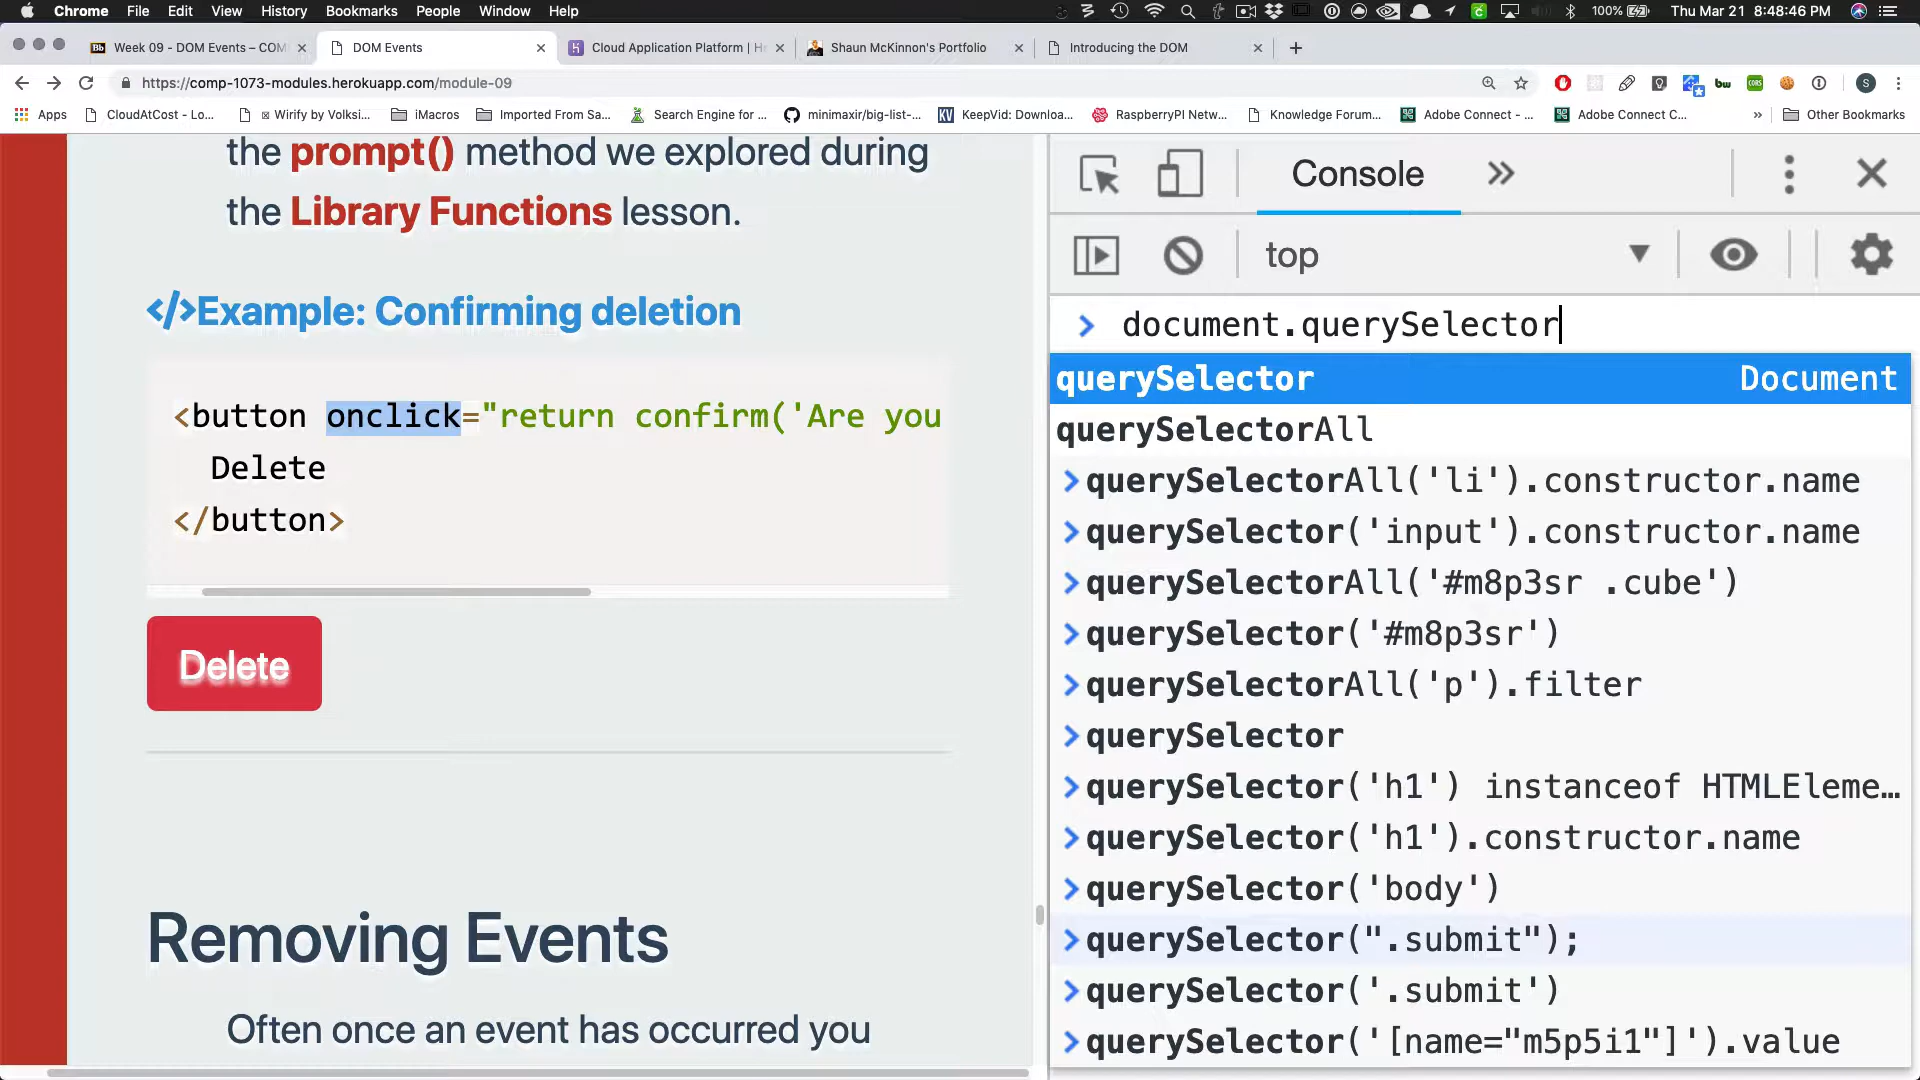 Chrome File Edit View History Bookmarks People Window Help 100% Thu Mar 21 8:48:46 PM
Week 09 - DOM Events – COM DOM Events Cloud Application Platform | He Shaun McKinnon's Portfolio Introducing the DOM
https://comp-1073-modules.herokuapp.com/module-09
Apps CloudAtCost - Lo... Wirify by Volksi... iMacros Imported From Sa... Search Engine for ... minimaxir/big-list-... KeepVid: Downloa... RaspberryPI Netw... Knowledge Forum... Adobe Connect - ... Adobe Connect C... » Other Bookmarks
the prompt() method we explored during
the Library Functions lesson.
</>Example: Confirming deletion
<button onclick="return confirm('Are you
Delete
</button>
Delete
Removing Events
Often once an event has occurred you
Console »
top
> document.querySelector
querySelector Document
querySelectorAll
>querySelectorAll('li').constructor.name
>querySelector('input').constructor.name
>querySelectorAll('#m8p3sr .cube')
>querySelector('#m8p3sr')
>querySelectorAll('p').filter
>querySelector
>querySelector('h1') instanceof HTMLEleme…
>querySelector('h1').constructor.name
>querySelector('body')
>querySelector(".submit");
>querySelector('.submit')
>querySelector('[name="m5p5i1"]').value